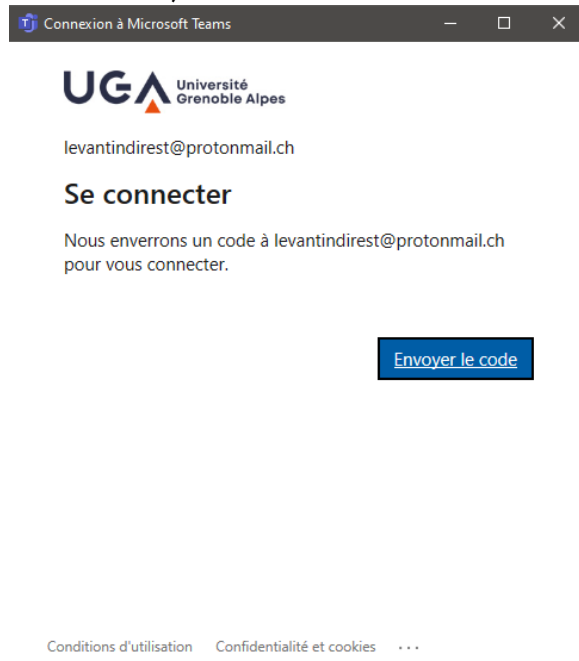 Connexion à Microsoft Teams
UGA Université
Grenoble Alpes
levantindirest@protonmail.ch
Se connecter
Nous enverrons un code à levantindirest@protonmail.ch
pour vous connecter.
Envoyer le code
Conditions d'utilisation Confidentialité et cookies ...